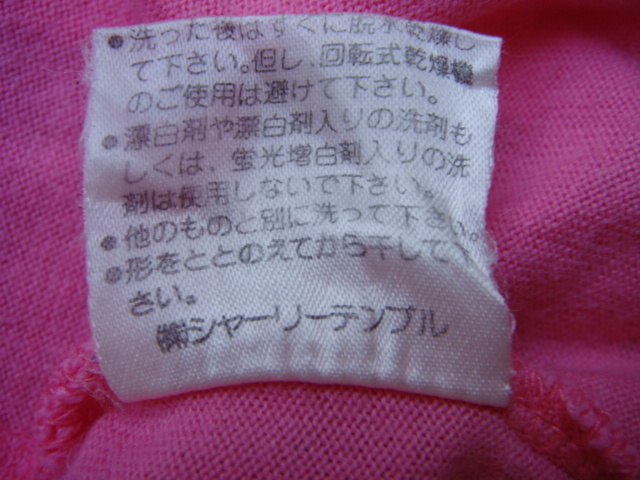 ●洗った後はすぐに脱水乾燥し
て下さい。但し、回転式乾燥機
のご使用は避けて下さい。
●漂白剤や漂白剤入りの洗剤も
しくは、蛍光増白剤入りの洗
剤は使用しないで下さい。
●他のものと別に洗って下さい。
●形をととのえてから干して下
さい。
㈱シャーリーテンプル